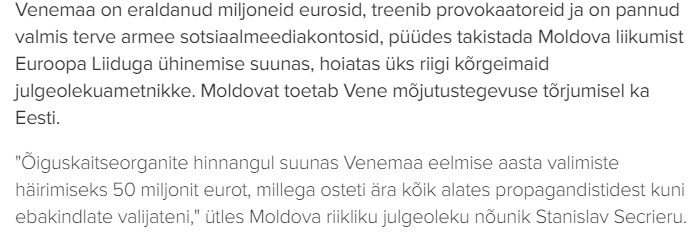 Venemaa on eraldanud miljoneid eurosid, treenib provokaatoreid ja on pannud
valmis terve armee sotsiaalmeediakontosid, püüdes takistada Moldova liikumist
Euroopa Liiduga ühinemise suunas, hoiatas üks riigi kõrgeimaid
julgeolekuametnikke. Moldovat toetab Vene mõjutustegevuse tõrjumisel ka
Eesti.
"Õiguskaitseorganite hinnangul suunas Venemaa eelmise aasta valimiste
häirimiseks 50 miljonit eurot, millega osteti ära kõik alates propagandistidest kuni
ebakindlate valijateni," ütles Moldova riikliku julgeoleku nõunik Stanislav Secrieru.